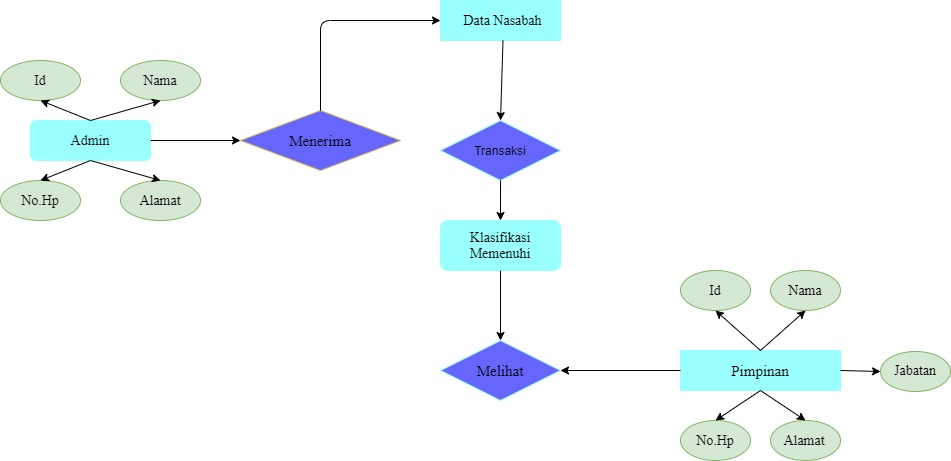 Data Nasabah
Id
Nama
Admin
Menerima
Transaksi
No.Hp
Alamat
Klasifikasi
Memenuhi
Id
Nama
Melihat
Pimpinan
Jabatan
No.Hp
Alamat